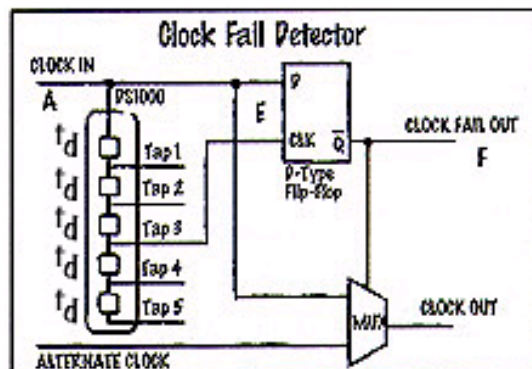 Clock Fail Detector
CLOCK IN
A
DS1000
E
D
CLK
Q
D-Type
Flip-Flop
CLOCK FAIL OUT
F
td
Tap 1
td
Tap 2
td
Tap 3
td
Tap 4
td
Tap 5
MUX
CLOCK OUT
ALTERNATE CLOCK